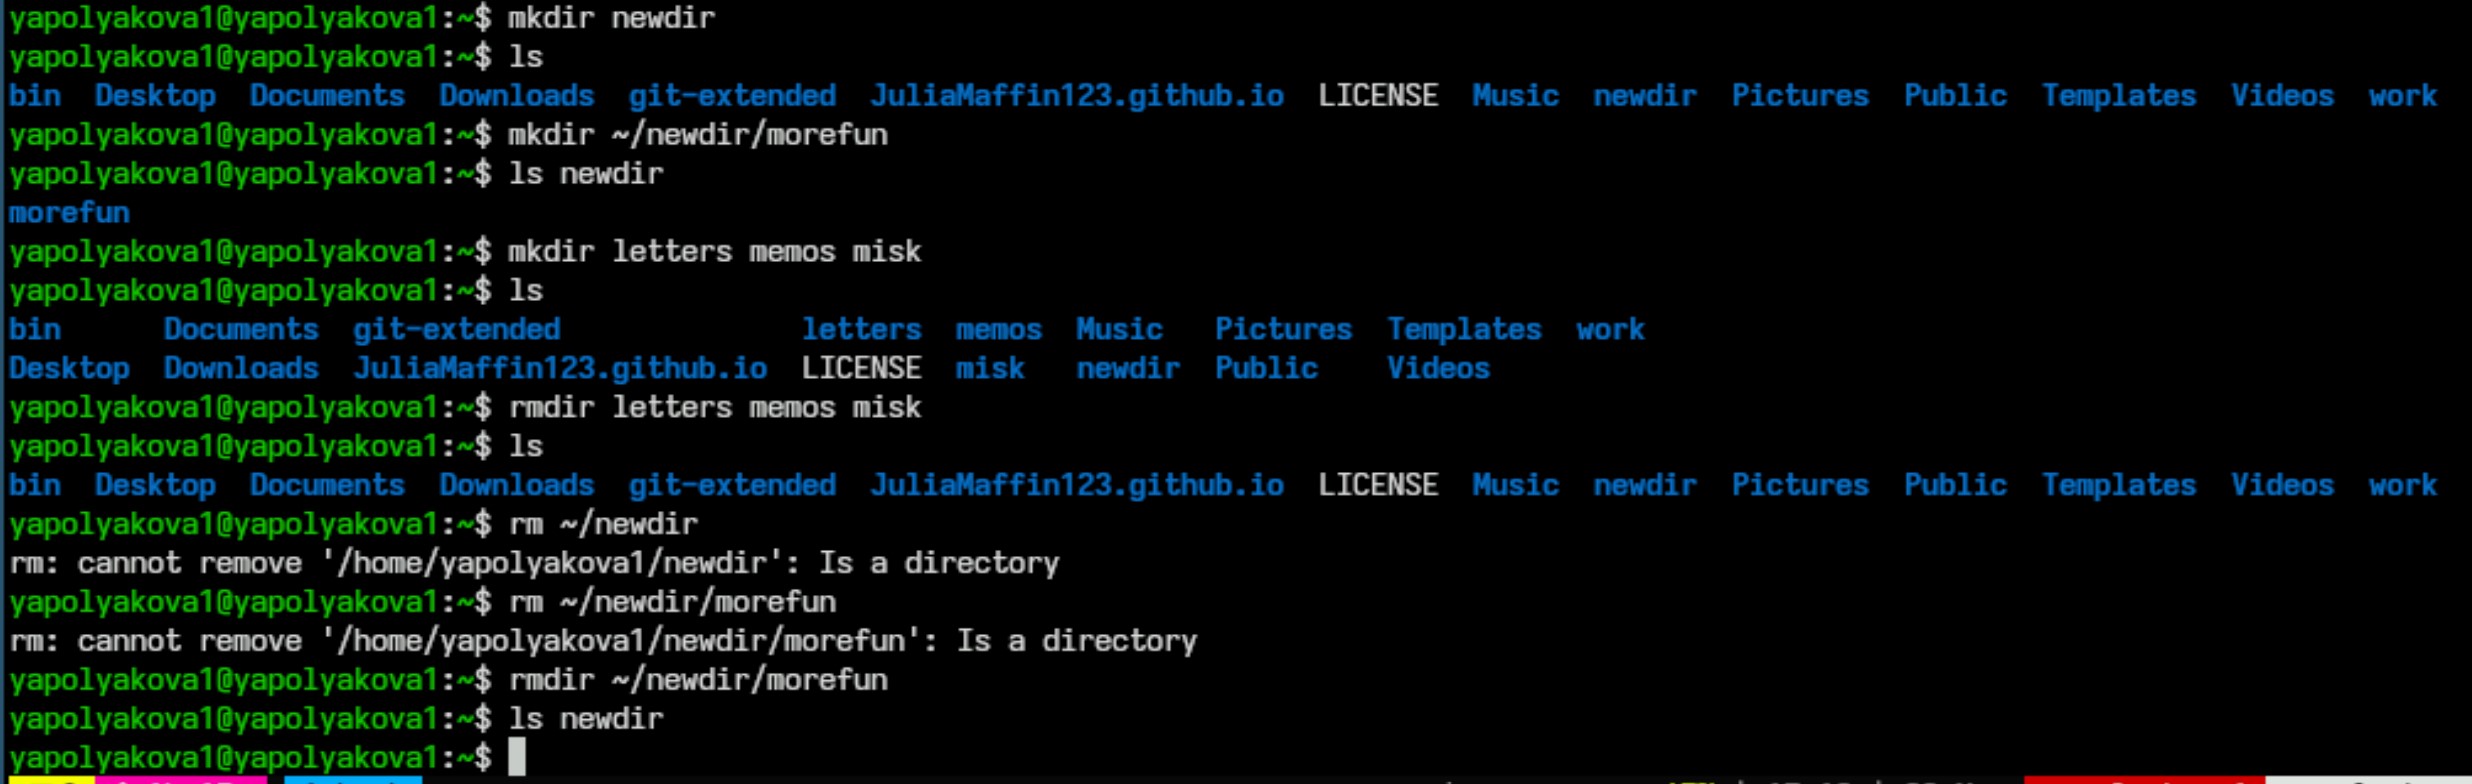 yapolyakova1@yapolyakova1:~$ mkdir newdir
yapolyakova1@yapolyakova1:~$ ls
bin  Desktop  Documents  Downloads  git-extended  JuliaMaffin123.github.io  LICENSE  Music  newdir  Pictures  Public  Templates  Videos  work
yapolyakova1@yapolyakova1:~$ mkdir ~/newdir/morefun
yapolyakova1@yapolyakova1:~$ ls newdir
morefun
yapolyakova1@yapolyakova1:~$ mkdir letters memos misk
yapolyakova1@yapolyakova1:~$ ls
bin      Documents  git-extended              letters  memos  Music   Pictures  Templates  work
Desktop  Downloads  JuliaMaffin123.github.io  LICENSE  misk   newdir  Public    Videos
yapolyakova1@yapolyakova1:~$ rmdir letters memos misk
yapolyakova1@yapolyakova1:~$ ls
bin  Desktop  Documents  Downloads  git-extended  JuliaMaffin123.github.io  LICENSE  Music  newdir  Pictures  Public  Templates  Videos  work
yapolyakova1@yapolyakova1:~$ rm ~/newdir
rm: cannot remove '/home/yapolyakova1/newdir': Is a directory
yapolyakova1@yapolyakova1:~$ rm ~/newdir/morefun
rm: cannot remove '/home/yapolyakova1/newdir/morefun': Is a directory
yapolyakova1@yapolyakova1:~$ rmdir ~/newdir/morefun
yapolyakova1@yapolyakova1:~$ ls newdir
yapolyakova1@yapolyakova1:~$